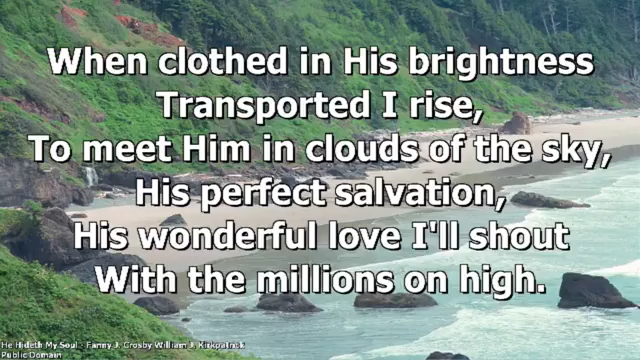 When clothed in His brightness
Transported I rise,
To meet Him in clouds of the sky,
His perfect salvation,
His wonderful love I'll shout
With the millions on high.
He Hideth My Soul - Fanny J. Crosby William J. Kirkpatrick
Public Domain